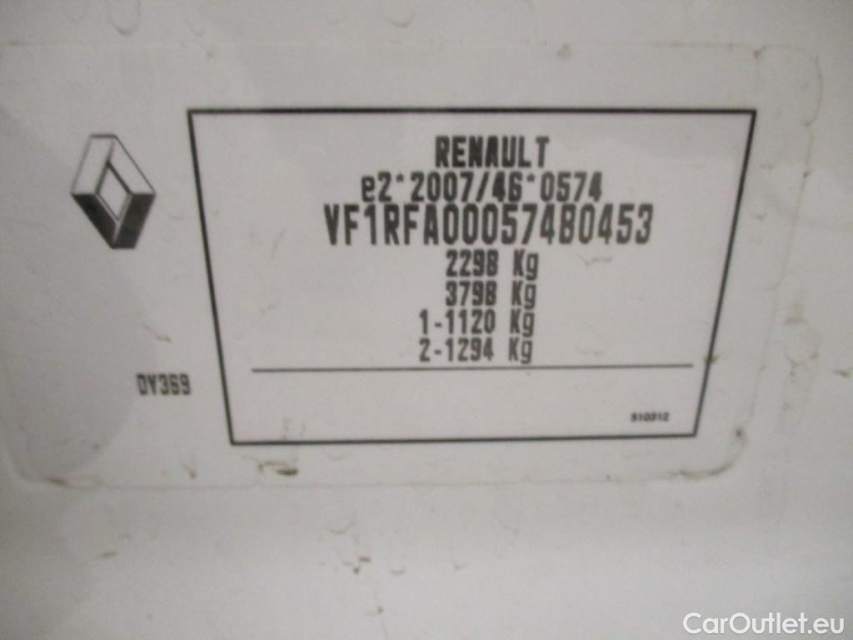 RENAULT
e2*2007/46*0574
VF1RFA00057480453
2298 Kg
3798 Kg
1-1120 Kg
2-1294 Kg
0V369
510312
CarOutlet.eu